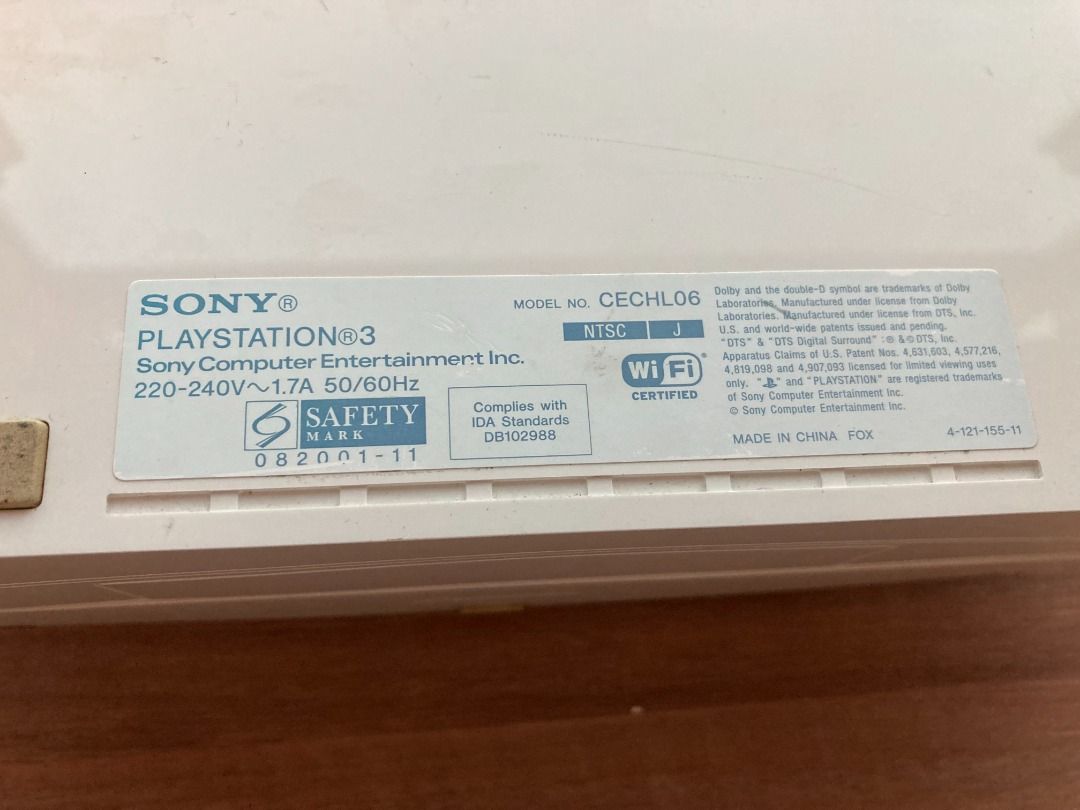 SONY®
PLAYSTATION®3
Sony Computer Entertainment Inc.
220-240V~1.7A 50/60Hz
SAFETY
MARK
082001-11
Complies with
IDA Standards
DB102988
MODEL NO. CECHL06
NTSC J
Wi Fi®
CERTIFIED
Dolby and the double-D symbol are trademarks of Dolby
Laboratories. Manufactured under license from Dolby
Laboratories. Manufactured under license from DTS, Inc.
U.S. and world-wide patents issued and pending.
"DTS" & "DTS Digital Surround" :® & © DTS, Inc.
Apparatus Claims of U.S. Patent Nos. 4,631,603, 4,577,216,
4,819,098 and 4,907,093 licensed for limited viewing uses
only. " " and "PLAYSTATION" are registered trademarks
of Sony Computer Entertainment Inc.
© Sony Computer Entertainment Inc.
MADE IN CHINA FOX
4-121-155-11